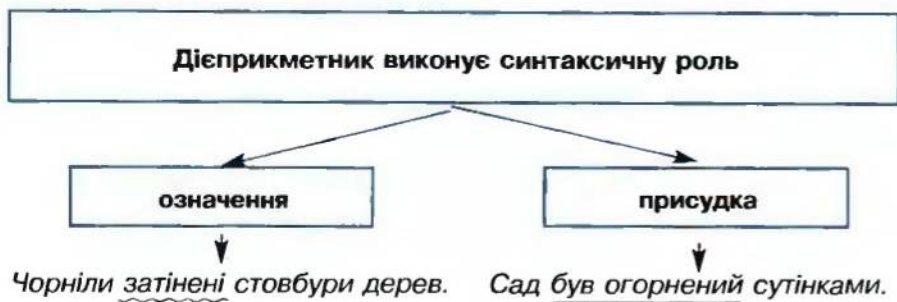 Дієприкметник виконує синтаксичну роль
означення
присудка
Чорніли затінені стовбури дерев.
Сад був огорнений сутінками.